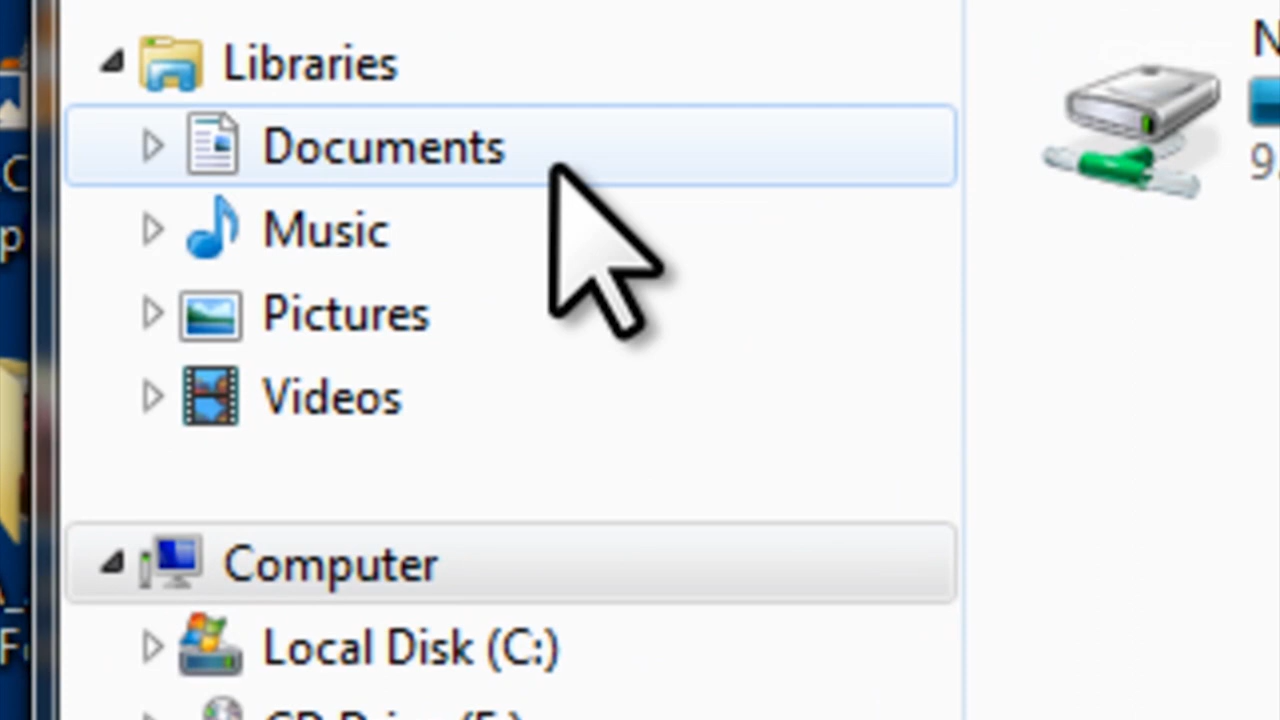 Libraries
Documents
Music
Pictures
Videos
Computer
Local Disk (C:)